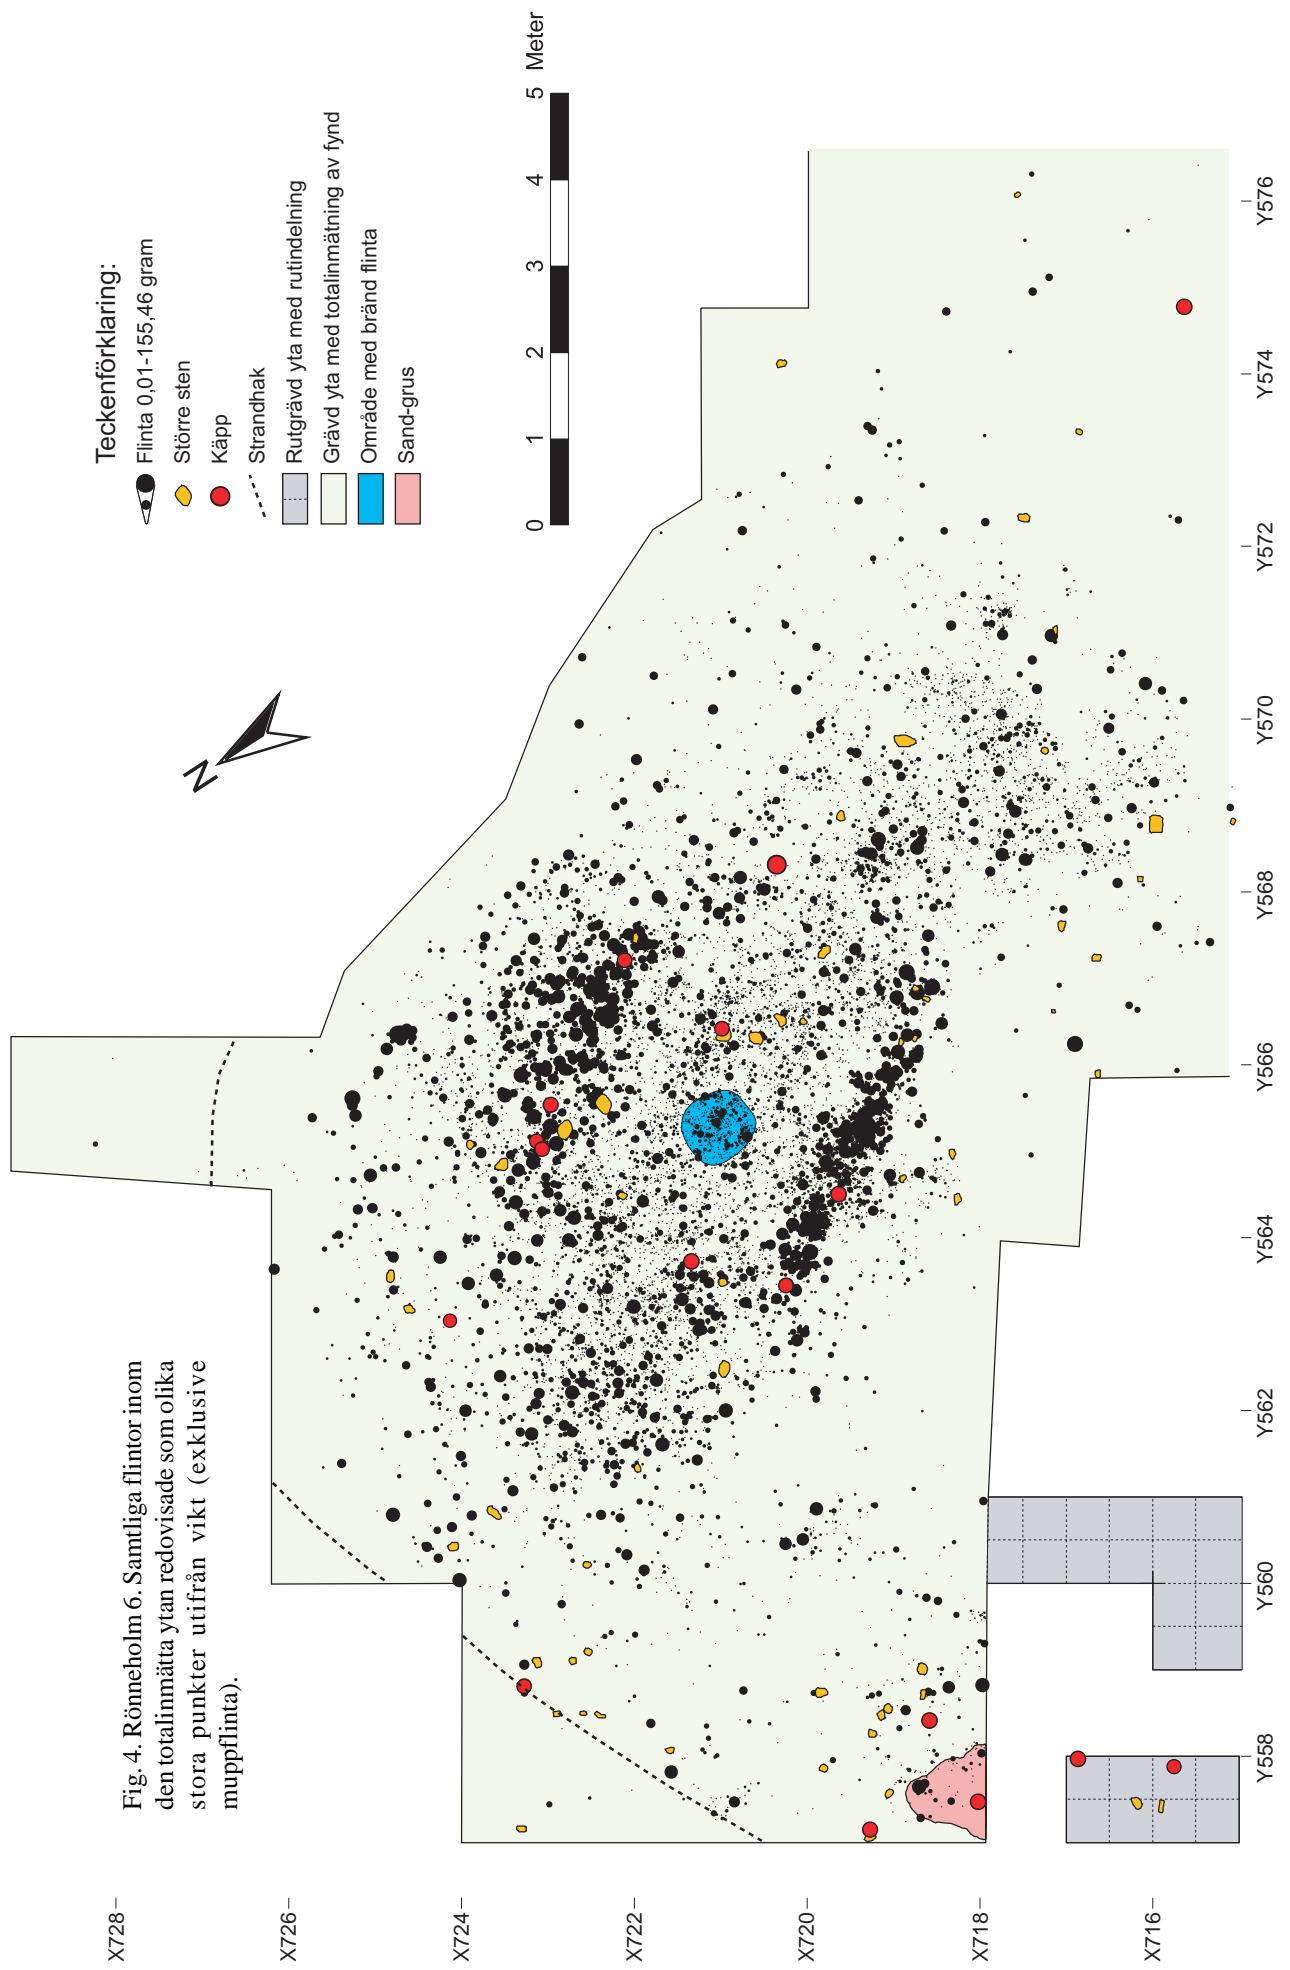 Teckenförklaring:
Flinta 0,01-155,46 gram
Större sten
Käpp
Strandhak
Rutgrävd yta med rutindelning
Grävd yta med totalinmätning av fynd
Område med bränd flinta
Sand-grus
0 1 2 3 4 5 Meter
N
Fig. 4. Rönneholm 6. Samtliga flintor inom
den totalinmätta ytan redovisade som olika
stora punkter utifrån vikt (exklusive
muppflinta).
X728
X726
X724
X722
X720
X718
X716
Y558
Y560
Y562
Y564
Y566
Y568
Y570
Y572
Y574
Y576